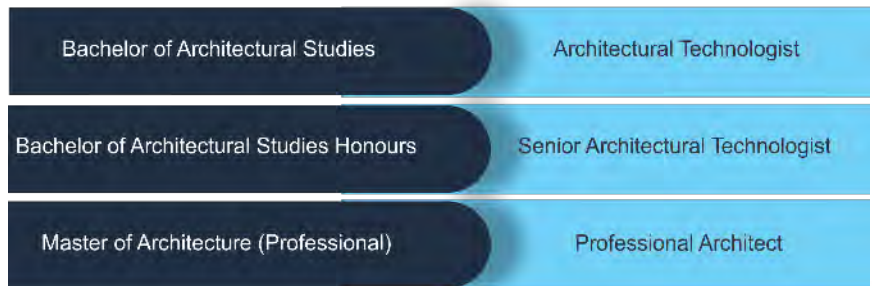 Bachelor of Architectural Studies
Architectural Technologist
Bachelor of Architectural Studies Honours
Senior Architectural Technologist
Master of Architecture (Professional)
Professional Architect